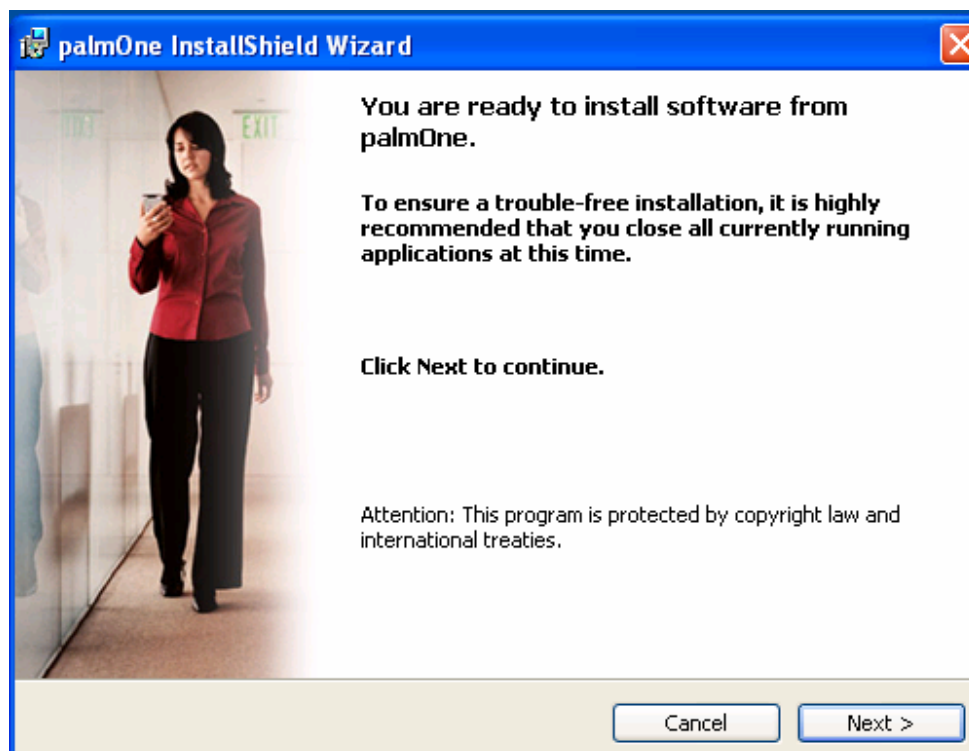 palmOne InstallShield Wizard
You are ready to install software from
palmOne.
To ensure a trouble-free installation, it is highly
recommended that you close all currently running
applications at this time.
EXIT
Click Next to continue.
Attention: This program is protected by copyright law and
international treaties.
Cancel
Next >